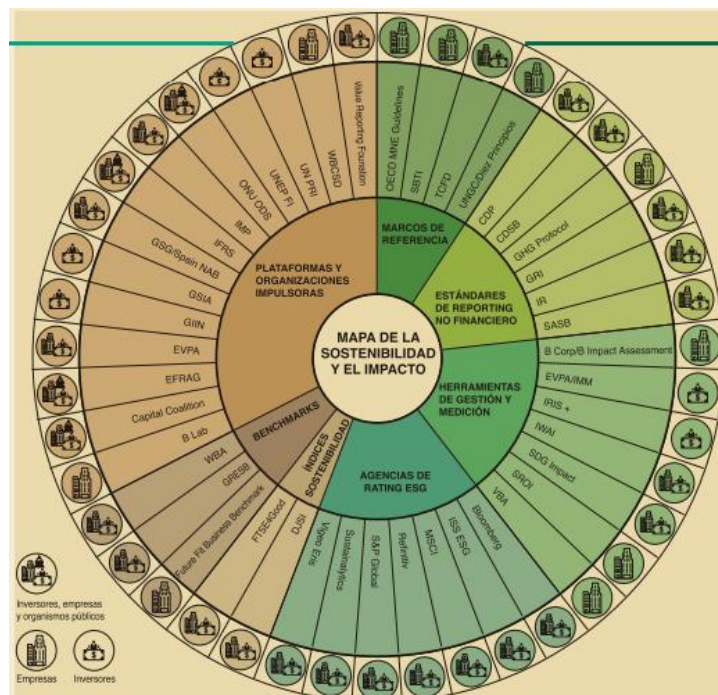 MAPA DE LA
SOSTENIBILIDAD
Y EL IMPACTO
MARCOS DE
REFERENCIA
OECD MNE Guidelines
SBTi
TCFD
UNGC/Diez Principios
ESTÁNDARES
DE REPORTING
NO FINANCIERO
CDP
CDSB
GHG Protocol
GRI
IR
SASB
HERRAMIENTAS
DE GESTIÓN Y
MEDICIÓN
B Corp/B Impact Assessment
EVPA/IMM
IRIS +
IWAI
SDG Impact
SROI
VBA
AGENCIAS DE
RATING ESG
Bloomberg
ISS ESG
MSCI
Refinitiv
S&P Global
Sustainalytics
Vigeo Eiris
ÍNDICES
SOSTENIBILIDAD
DJSI
FTSE4Good
BENCHMARKS
Future Fit Business Benchmark
GRESB
WBA
PLATAFORMAS Y
ORGANIZACIONES
IMPULSORAS
B Lab
Capital Coalition
EFRAG
EVPA
GIIN
GSIA
GSG/Spain NAB
IFRS
IMP
ONU ODS
UNEP FI
UN PRI
WBCSD
Value Reporting Foundation
Inversores, empresas
y organismos públicos
Empresas
Inversores